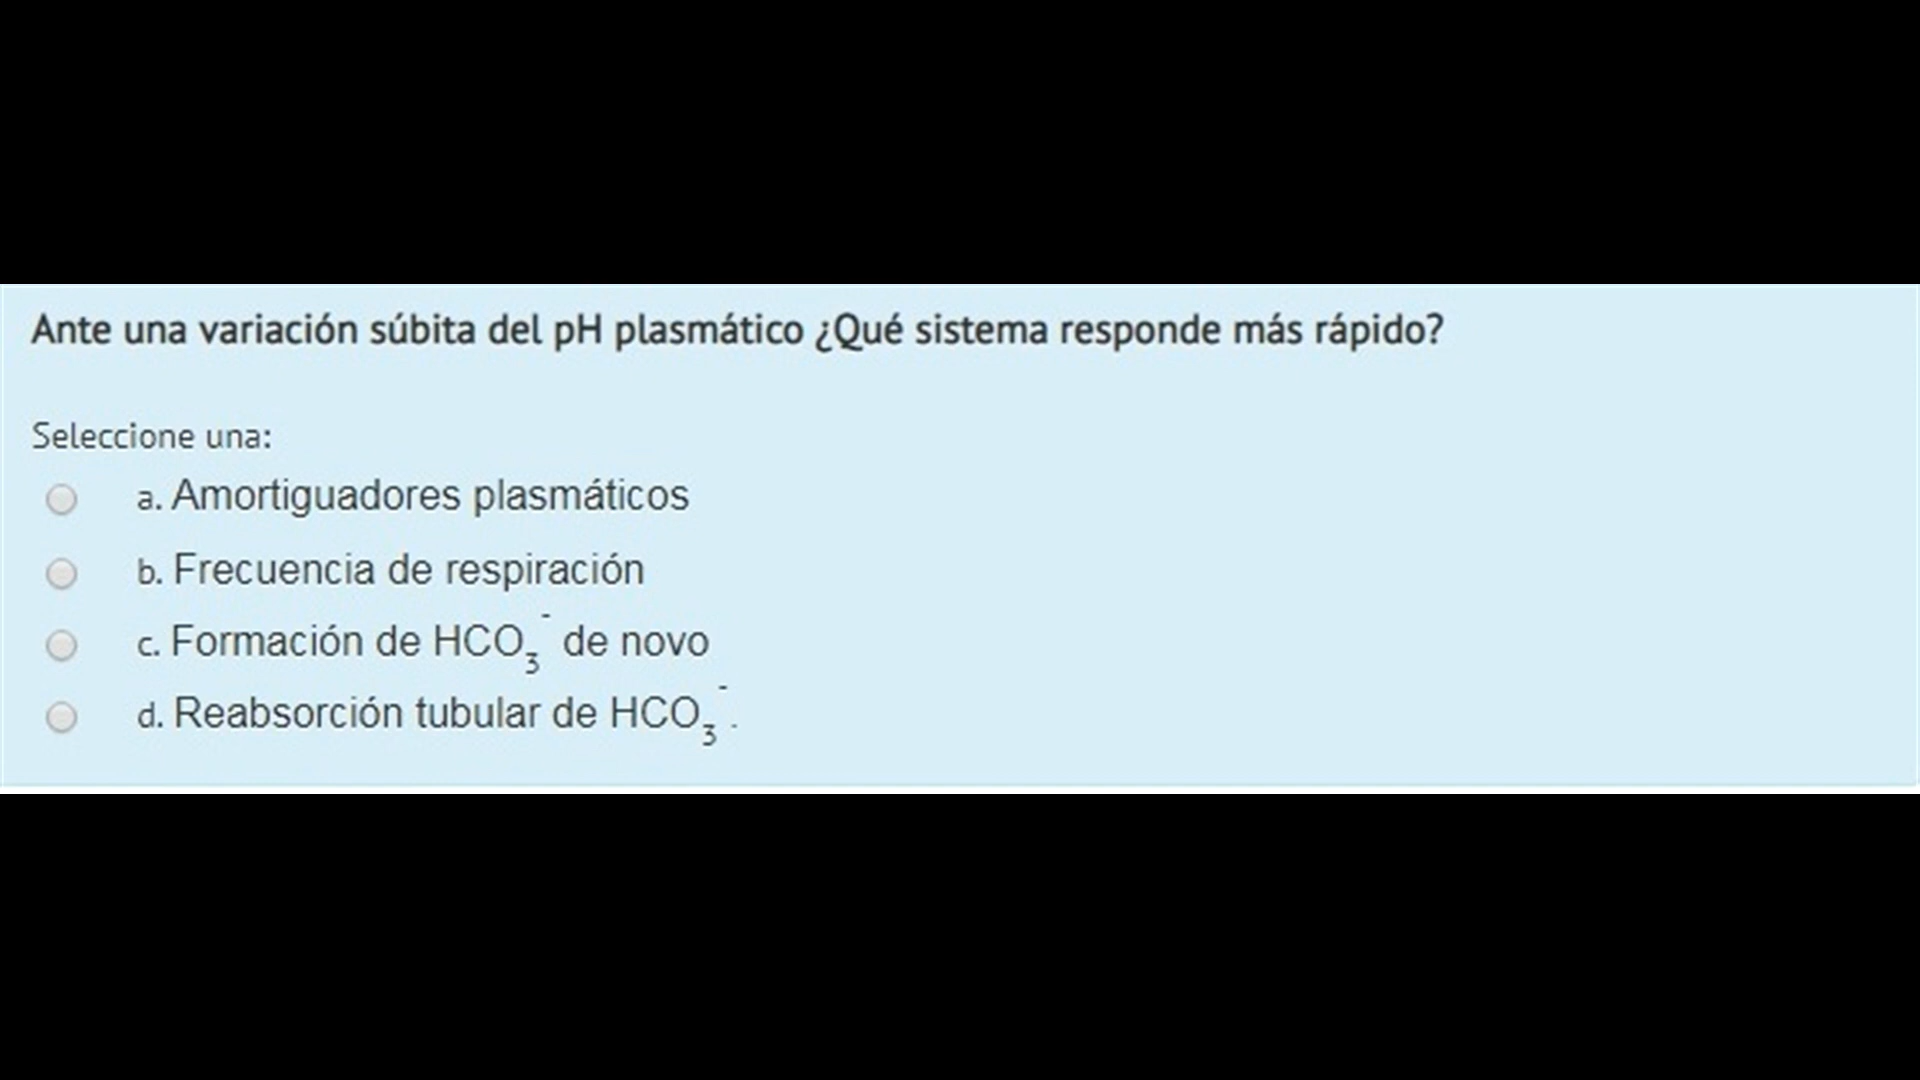 Ante una variación súbita del pH plasmático ¿Qué sistema responde más rápido?
Seleccione una:
a. Amortiguadores plasmáticos
b. Frecuencia de respiración
c. Formación de HCO₃⁻ de novo
d. Reabsorción tubular de HCO₃⁻.